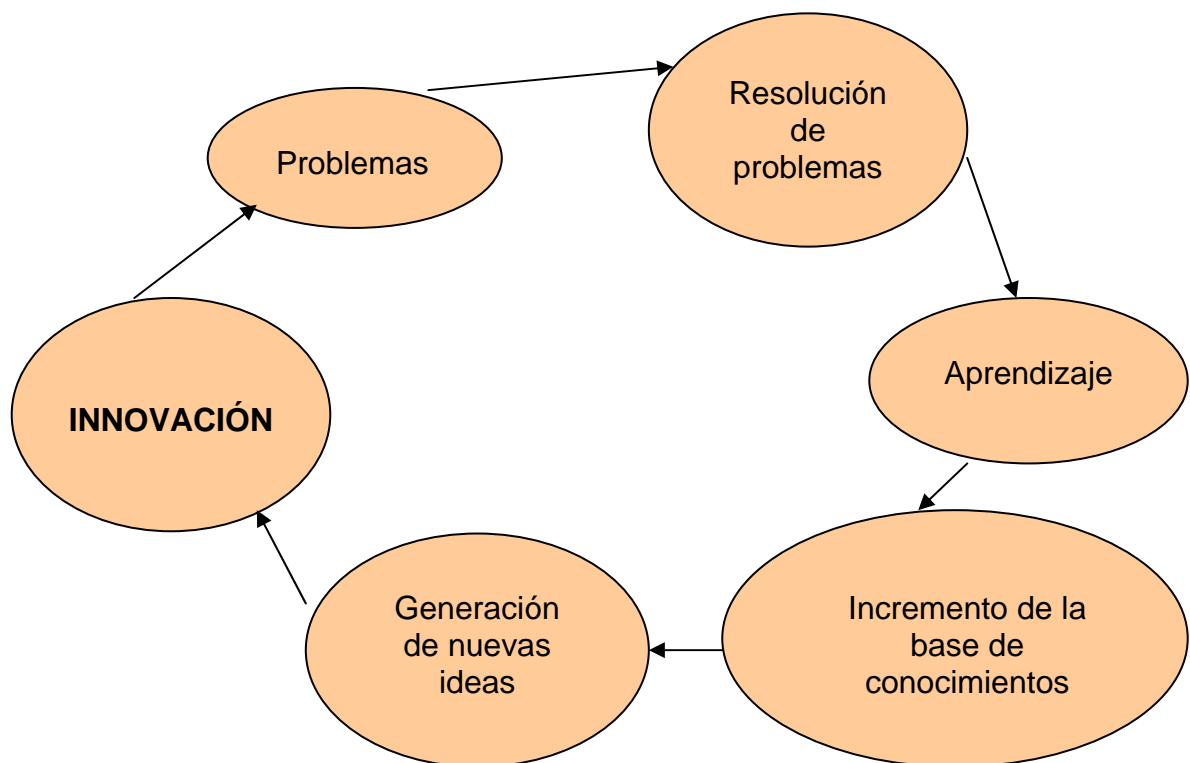 Problemas
Resolución
de
problemas
Aprendizaje
Incremento de la
base de
conocimientos
Generación
de nuevas
ideas
INNOVACIÓN